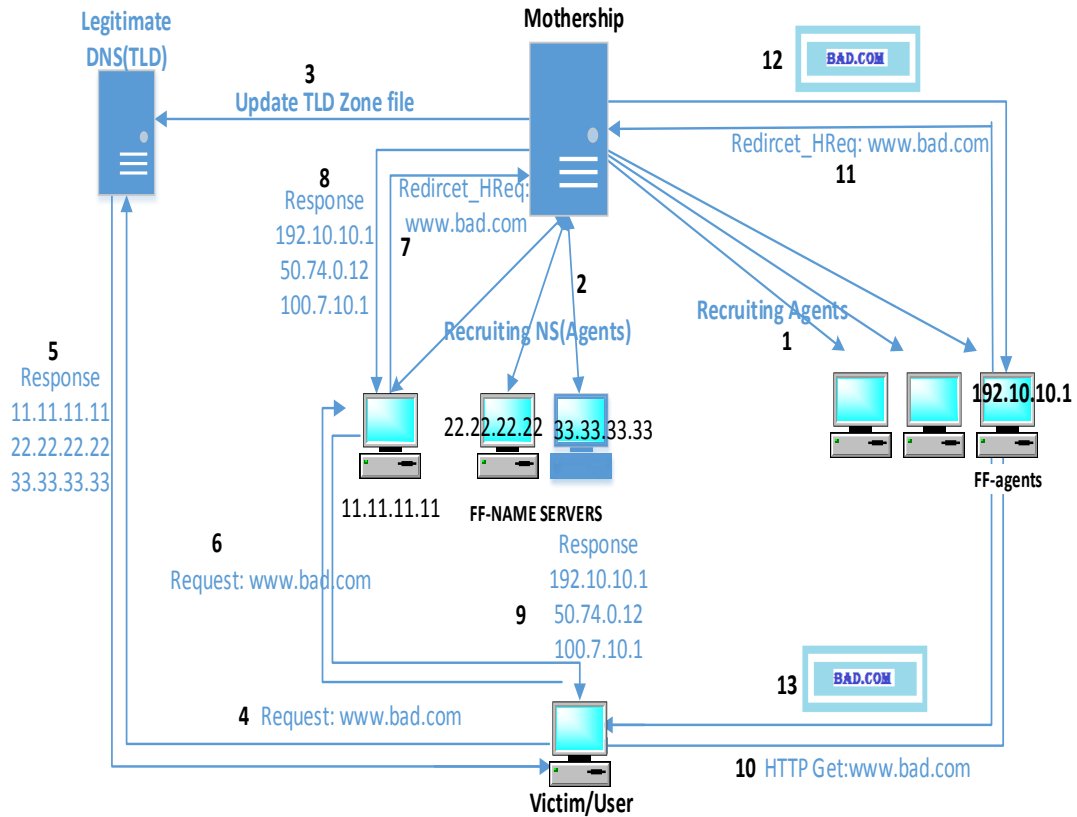 Legitimate
DNS(TLD)
Mothership
3
Update TLD Zone file
12
BAD.COM
Redircet_HReq: www.bad.com
11
8
Response
192.10.10.1
50.74.0.12
100.7.10.1
Redircet_HReq:
www.bad.com
7
2
Recruiting NS(Agents)
Recruiting Agents
1
5
Response
11.11.11.11
22.22.22.22
33.33.33.33
22.22.22.22
33.33.33.33
192.10.10.1
11.11.11.11
FF-NAME SERVERS
FF-agents
6
Request: www.bad.com
9
Response
192.10.10.1
50.74.0.12
100.7.10.1
13
BAD.COM
4 Request: www.bad.com
10 HTTP Get:www.bad.com
Victim/User